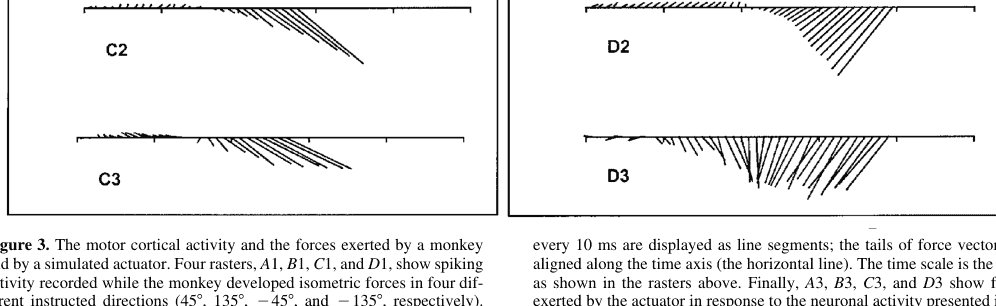 C2
C3
D2
D3
gure 3. The motor cortical activity and the forces exerted by a monkey
d by a simulated actuator. Four rasters, A1, B1, C1, and D1, show spiking
tivity recorded while the monkey developed isometric forces in four dif-
rent instructed directions (45°, 135°, −45°, and −135°, respectively).
every 10 ms are displayed as line segments; the tails of force vector
aligned along the time axis (the horizontal line). The time scale is the
as shown in the rasters above. Finally, A3, B3, C3, and D3 show f
exerted by the actuator in response to the neuronal activity presented